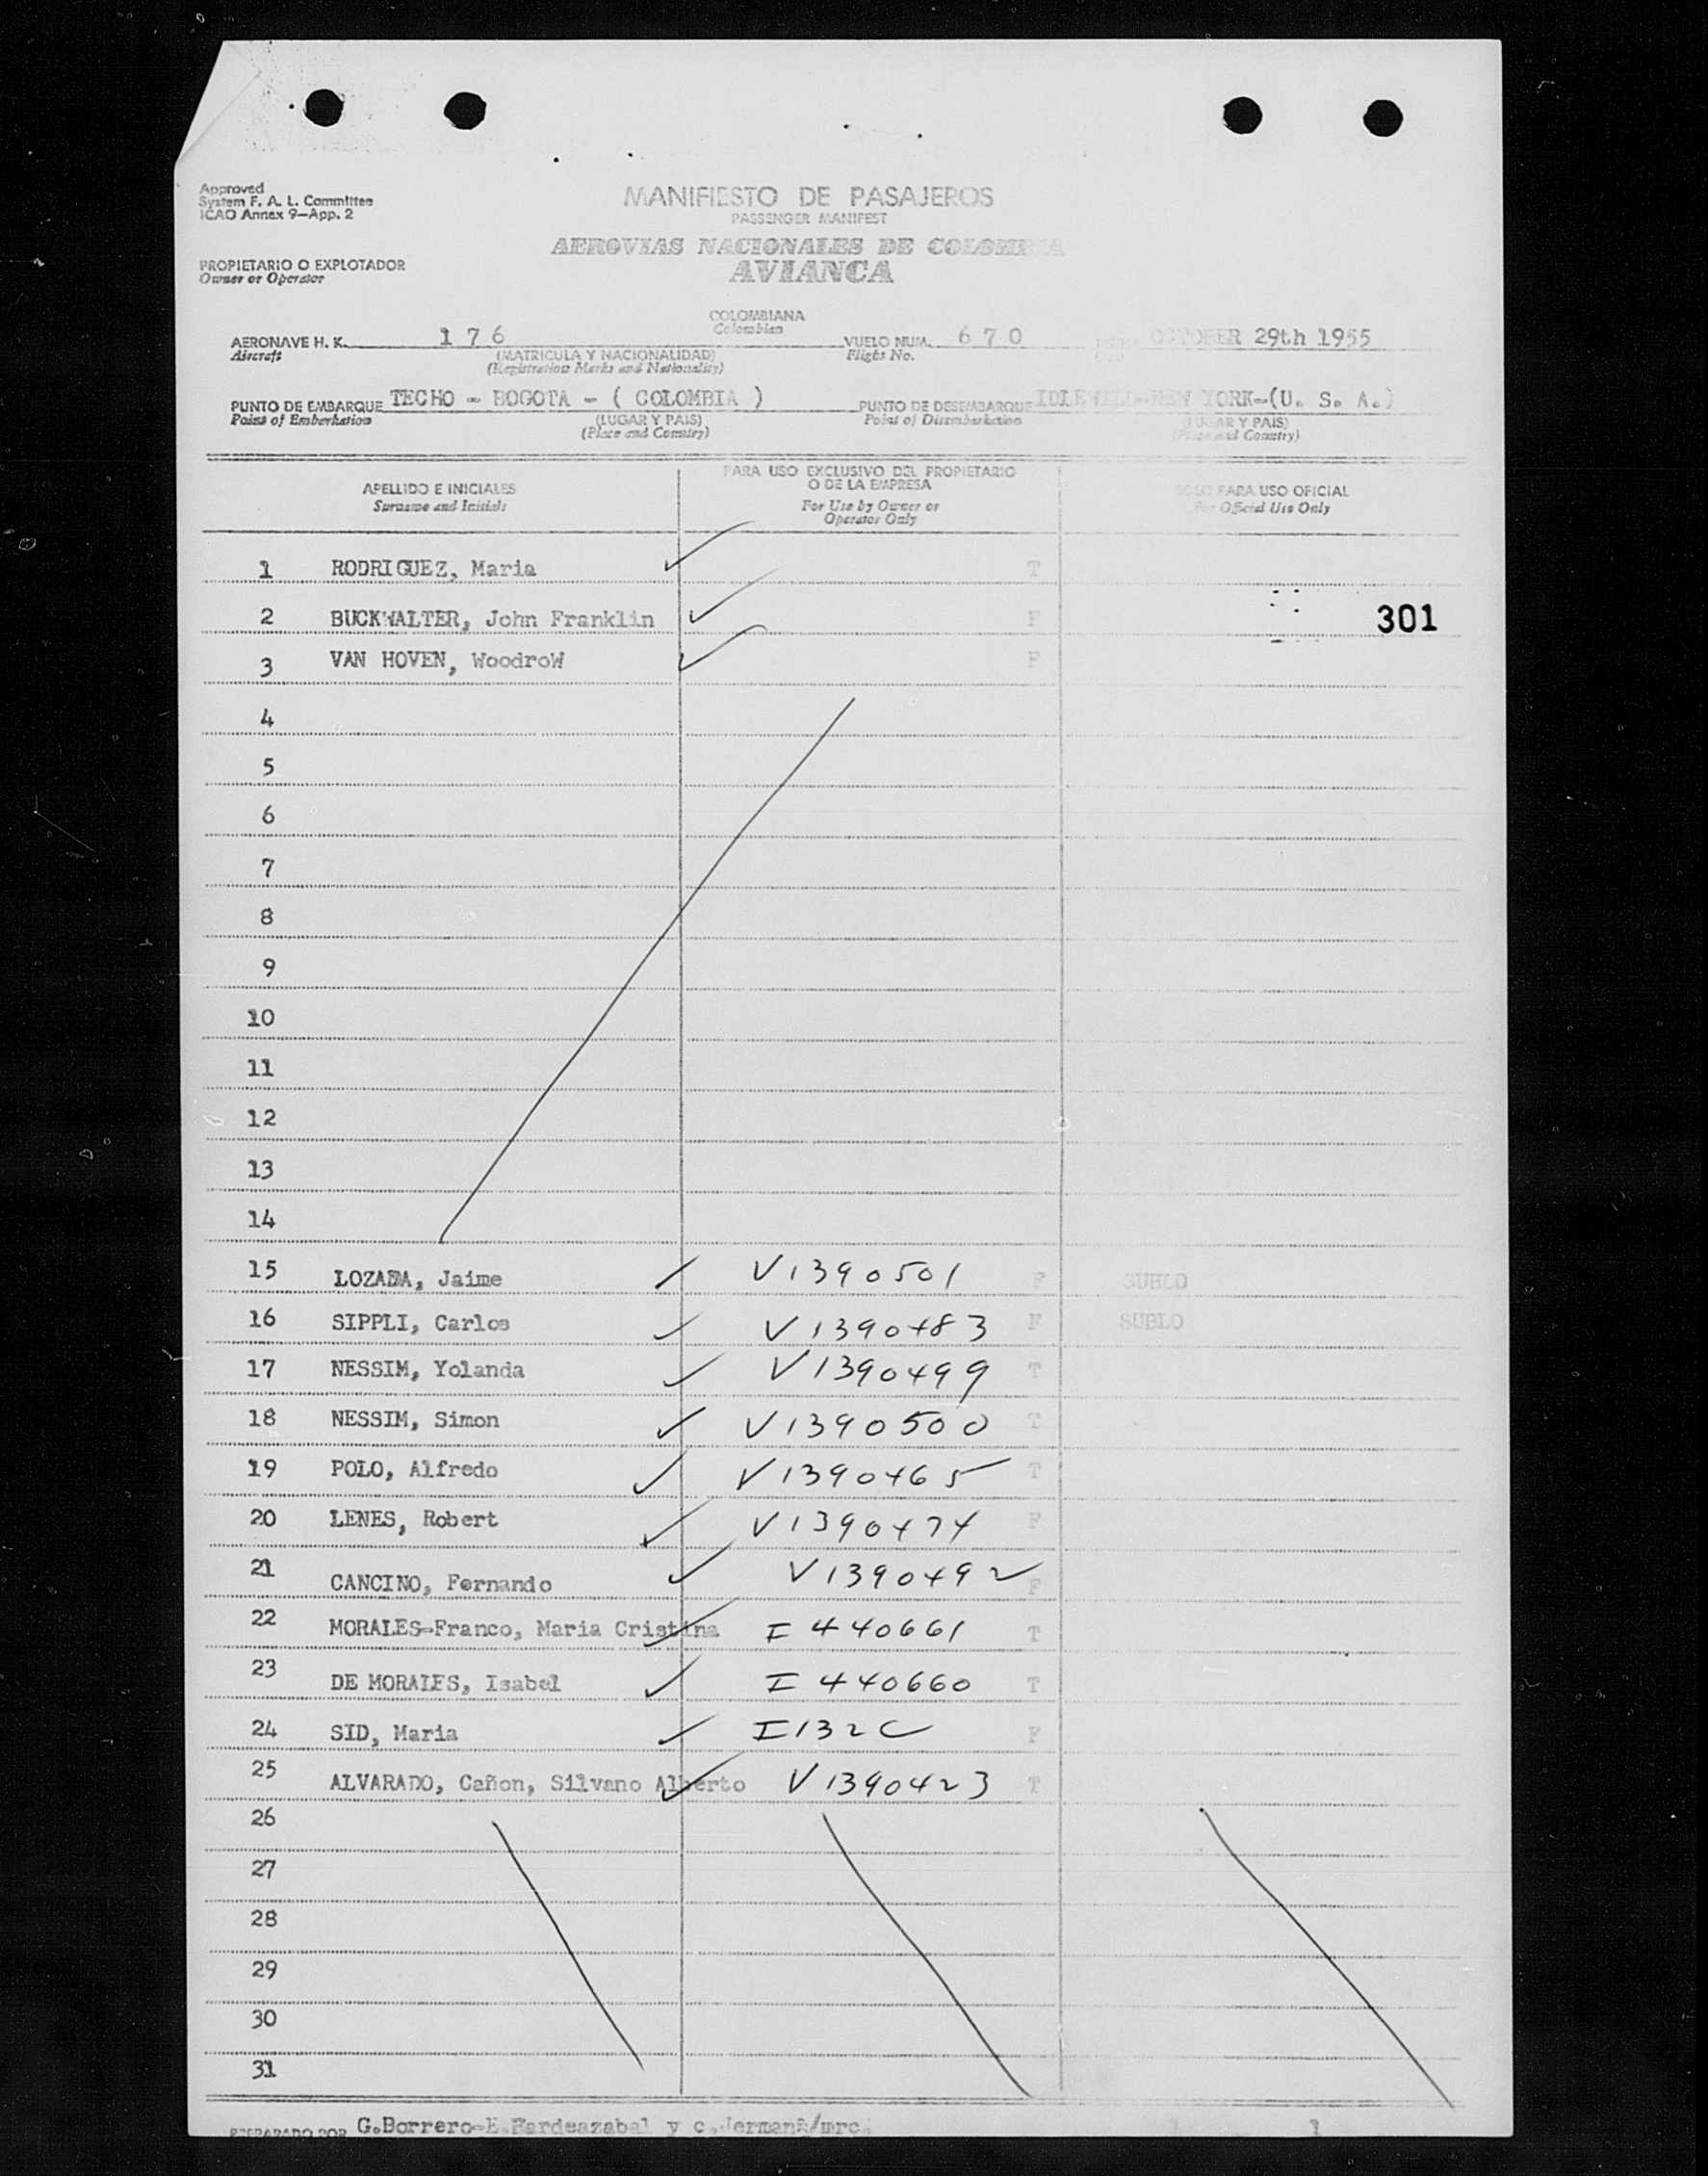 Approved
System F. A. L. Committee
ICAO Annex 9—App. 2
MANIFIESTO DE PASAJEROS
PASSENGER MANIFEST
AEROVIAS NACIONALES DE COLOMBIA
AVIANCA
PROPIETARIO O EXPLOTADOR
Owner or Operator
COLOMBIANA
Colombian
AERONAVE H. K. 176 VUELO NUM. 670 OCTOBER 29th 1955
Aircraft (MATRICULA Y NACIONALIDAD) Flight No.
(Registration Marks and Nationality)
PUNTO DE EMBARQUE TECHO - BOGOTA - ( COLOMBIA ) PUNTO DE DESEMBARQUE IDLEWILD-NEW YORK-(U. S. A.)
Point of Embarkation (LUGAR Y PAIS) Point of Disembarkation (LUGAR Y PAIS)
(Place and Country) (Place and Country)
APELLIDO E INICIALES
Surname and Initials
PARA USO EXCLUSIVO DEL PROPIETARIO
O DE LA EMPRESA
For Use by Owner or
Operator Only
SOLO PARA USO OFICIAL
For Official Use Only
1 RODRIGUEZ, Maria T
2 BUCKWALTER, John Franklin F 301
3 VAN HOVEN, WoodroW F
4
5
6
7
8
9
10
11
12
13
14
15 LOZADA, Jaime V1390501 F SUELO
16 SIPPLI, Carlos V1390483 F SUELO
17 NESSIM, Yolanda V1390499 T
18 NESSIM, Simon V1390500 T
19 POLO, Alfredo V1390465 T
20 LENES, Robert V1390474 F
21 CANCINO, Fernando V1390492 F
22 MORALES-Franco, Maria Cristina I 440661 T
23 DE MORALES, Isabel I 440660 T
24 SID, Maria I132C F
25 ALVARADO, Cañon, Silvano Alberto V1390423 T
26
27
28
29
30
31
PREPARADO POR G.Borrero-E.Pardeazabal y c. /mrc. 1